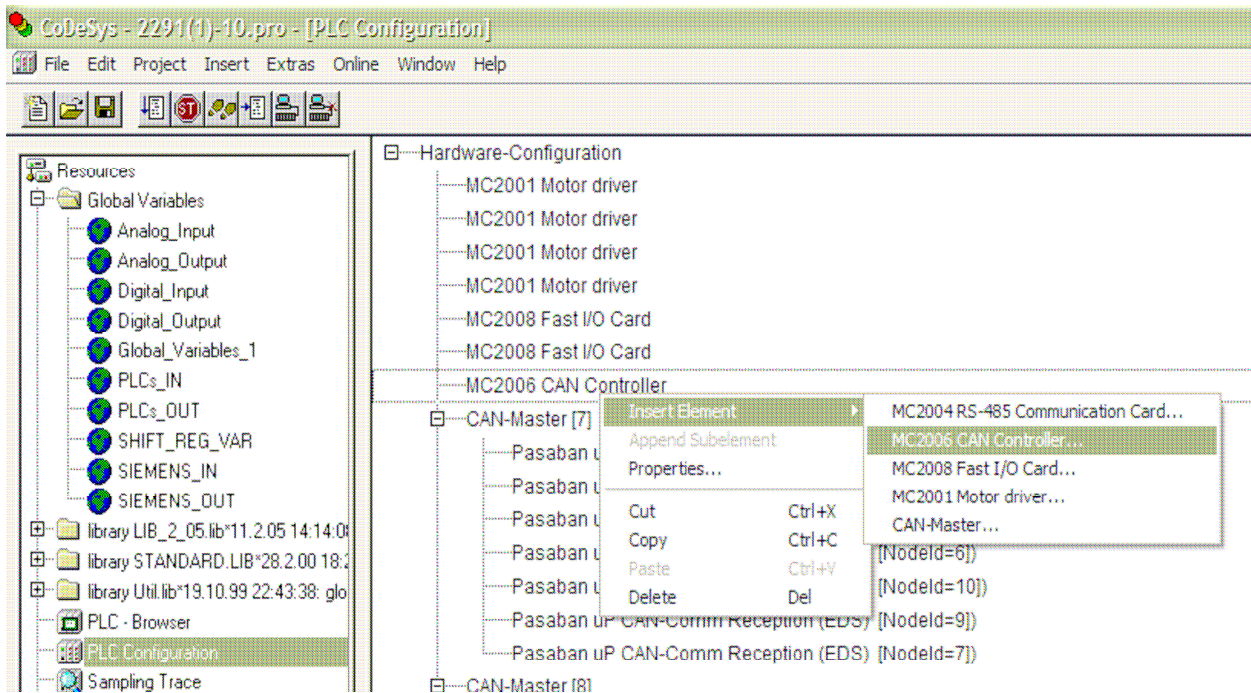 CoDeSys - 2291(1)-10.pro - [PLC Configuration]
File Edit Project Insert Extras Online Window Help
ST
Resources
Global Variables
Analog_Input
Analog_Output
Digital_Input
Digital_Output
Global_Variables_1
PLCs_IN
PLCs_OUT
SHIFT_REG_VAR
SIEMENS_IN
SIEMENS_OUT
library LIB_2_05.lib*11.2.05 14:14:0
library STANDARD.LIB*28.2.00 18:2
library Util.lib*19.10.99 22:43:38: glo
PLC - Browser
PLC Configuration
Sampling Trace
Hardware-Configuration
MC2001 Motor driver
MC2001 Motor driver
MC2001 Motor driver
MC2001 Motor driver
MC2008 Fast I/O Card
MC2008 Fast I/O Card
MC2006 CAN Controller
CAN-Master [7]
Pasaban u
Pasaban u
Pasaban u
Pasaban u [NodeId=6])
Pasaban u [NodeId=10])
Pasaban uP CAN-Comm Reception (EDS) [NodeId=9])
Pasaban uP CAN-Comm Reception (EDS) [NodeId=7])
CAN-Master [8]
Insert Element
Append Subelement
Properties...
Cut Ctrl+X
Copy Ctrl+C
Paste Ctrl+V
Delete Del
MC2004 RS-485 Communication Card...
MC2006 CAN Controller...
MC2008 Fast I/O Card...
MC2001 Motor driver...
CAN-Master...